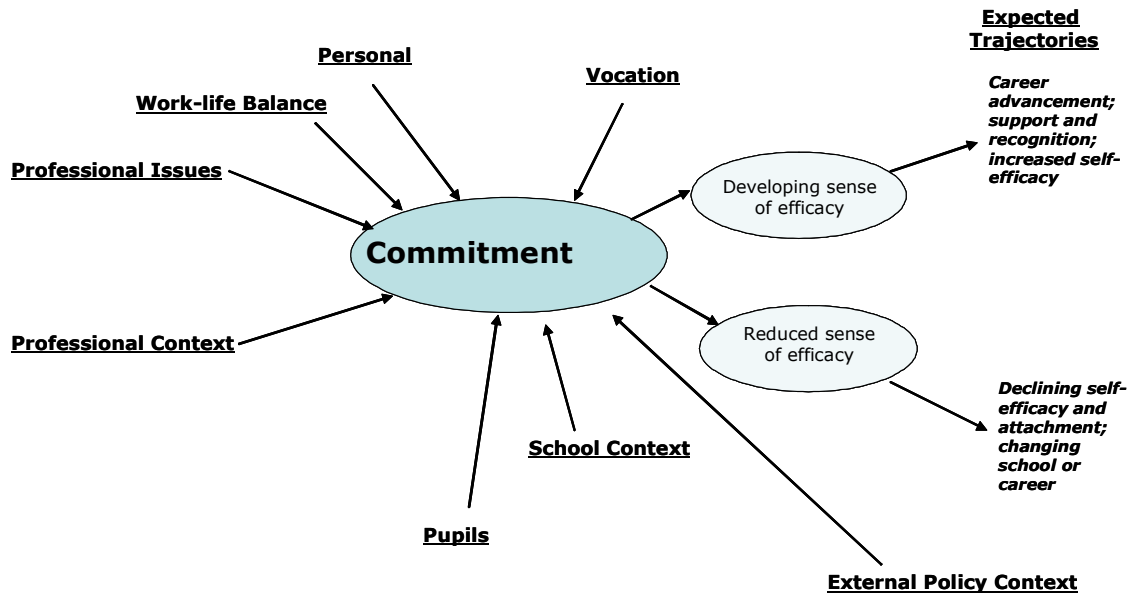 Expected
Trajectories
Personal
Vocation
Work-life Balance
Career
advancement;
support and
recognition;
increased self-
efficacy
Professional Issues
Developing sense
of efficacy
Commitment
Professional Context
Reduced sense
of efficacy
Declining self-
efficacy and
attachment;
changing
school or
career
School Context
Pupils
External Policy Context